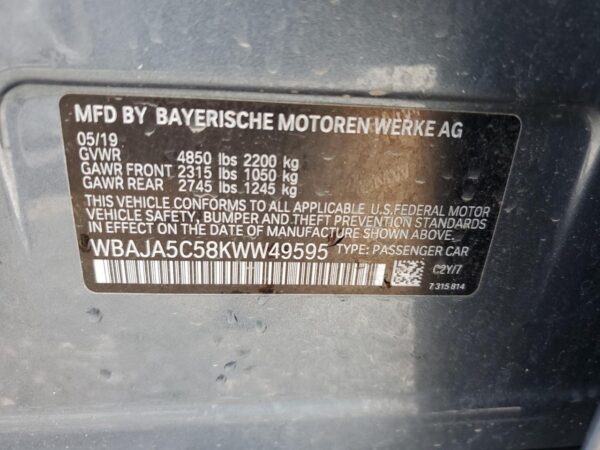 MFD BY BAYERISCHE MOTOREN WERKE AG
05/19
GVWR 4850 lbs 2200 kg
GAWR FRONT 2315 lbs 1050 kg
GAWR REAR 2745 lbs 1245 kg
THIS VEHICLE CONFORMS TO ALL APPLICABLE U.S.FEDERAL MOTOR
VEHICLE SAFETY, BUMPER AND THEFT PREVENTION STANDARDS
IN EFFECT ON THE DATE OF MANUFACTURE SHOWN ABOVE.
WBAJA5C58KWW49595 TYPE: PASSENGER CAR
C2Y/7
7 315 814